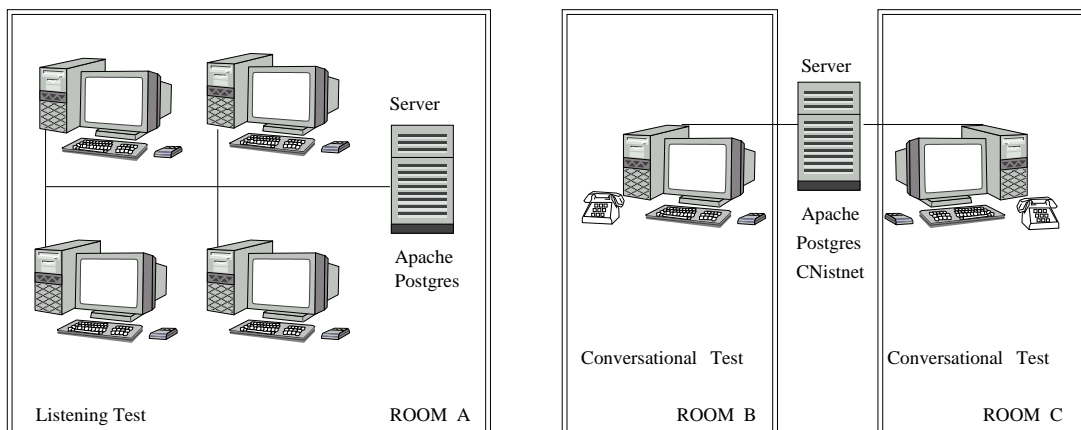 Server
Apache
Postgres
Listening Test
ROOM A
Server
Apache
Postgres
CNistnet
Conversational Test
ROOM B
Conversational Test
ROOM C